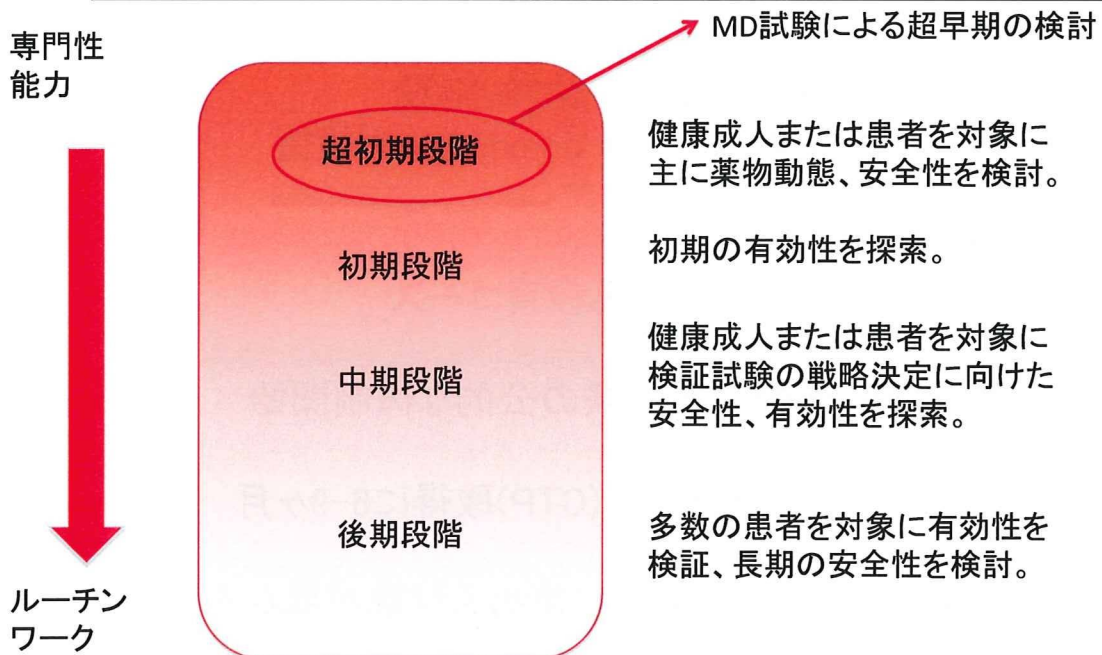 MD試験による超早期の検討
専門性
能力
超初期段階
健康成人または患者を対象に
主に薬物動態、安全性を検討。
初期段階
初期の有効性を探索。
中期段階
健康成人または患者を対象に
検証試験の戦略決定に向けた
安全性、有効性を探索。
後期段階
多数の患者を対象に有効性を
検証、長期の安全性を検討。
ルーチン
ワーク